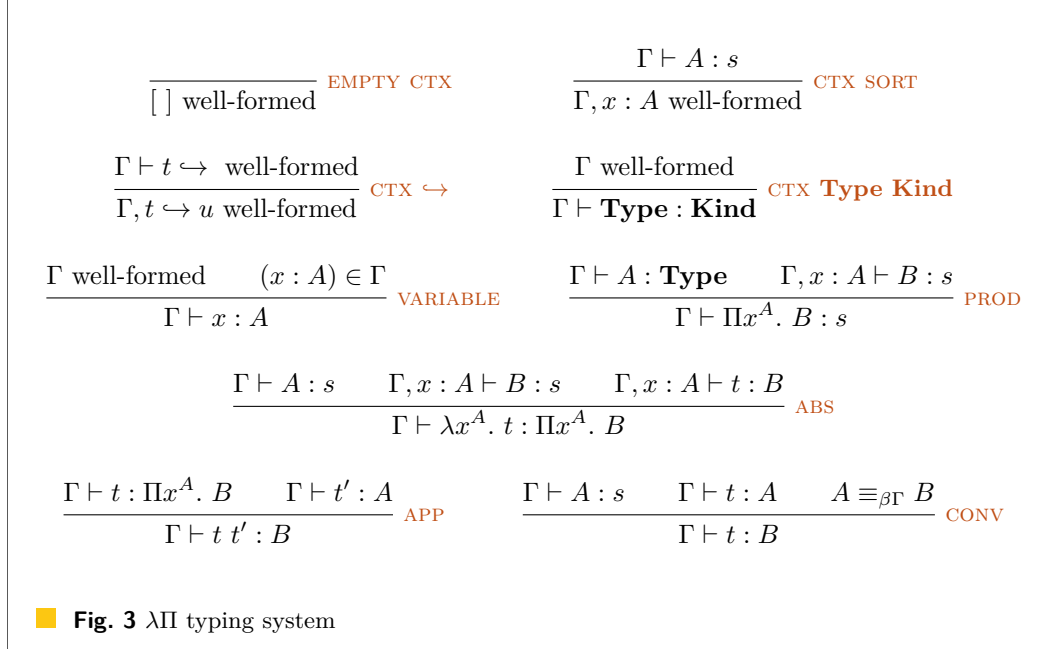 EMPTY CTX
[ ] well-formed
Γ ⊢ A : s
CTX SORT
Γ, x : A well-formed
Γ ⊢ t ↪ well-formed
CTX ↪
Γ, t ↪ u well-formed
Γ well-formed
CTX Type Kind
Γ ⊢ Type : Kind
Γ well-formed (x : A) ∈ Γ
VARIABLE
Γ ⊢ x : A
Γ ⊢ A : Type Γ, x : A ⊢ B : s
PROD
Γ ⊢ Πx^A. B : s
Γ ⊢ A : s Γ, x : A ⊢ B : s Γ, x : A ⊢ t : B
ABS
Γ ⊢ λx^A. t : Πx^A. B
Γ ⊢ t : Πx^A. B Γ ⊢ t′ : A
APP
Γ ⊢ t t′ : B
Γ ⊢ A : s Γ ⊢ t : A A ≡_βΓ B
CONV
Γ ⊢ t : B
Fig. 3 λΠ typing system